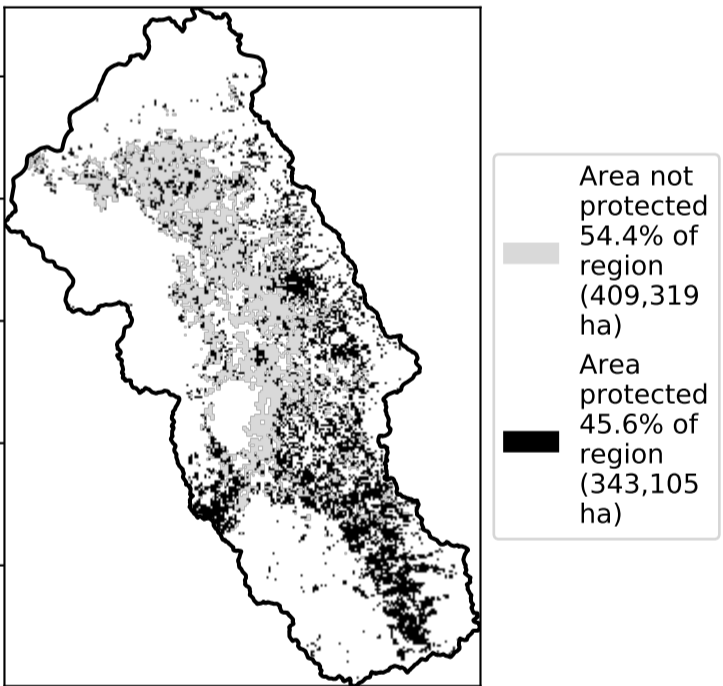 Area not
protected
54.4% of
region
(409,319
ha)
Area
protected
45.6% of
region
(343,105
ha)